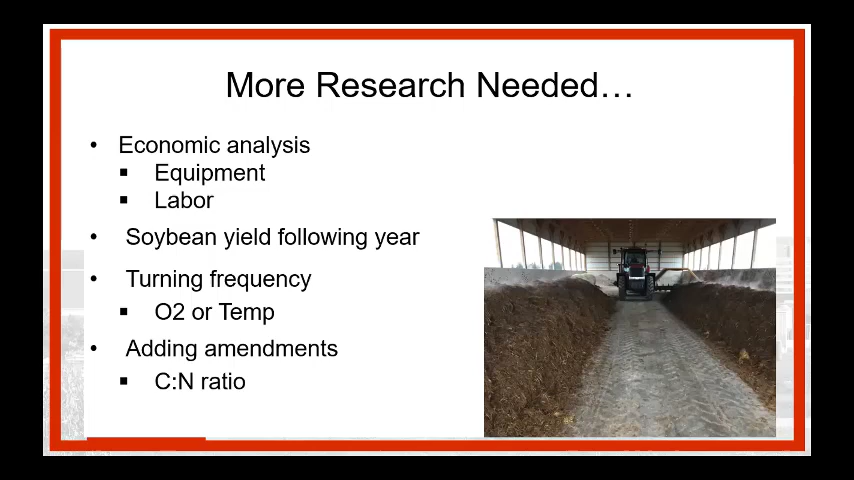 More Research Needed…
• Economic analysis
▪ Equipment
▪ Labor
• Soybean yield following year
• Turning frequency
▪ O2 or Temp
• Adding amendments
▪ C:N ratio